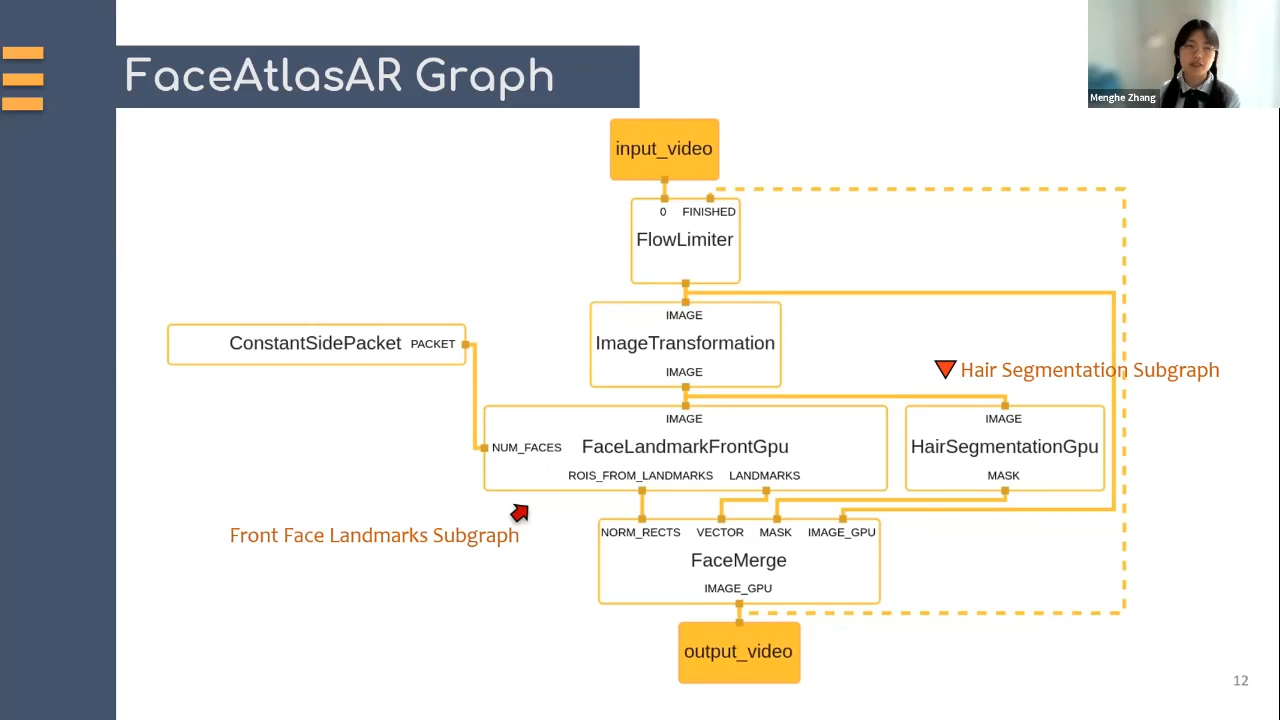 FaceAtlasAR Graph
Menghe Zhang
input_video
0 FINISHED
FlowLimiter
IMAGE
ImageTransformation
IMAGE
ConstantSidePacket PACKET
Hair Segmentation Subgraph
IMAGE
NUM_FACES FaceLandmarkFrontGpu
ROIS_FROM_LANDMARKS LANDMARKS
IMAGE
HairSegmentationGpu
MASK
Front Face Landmarks Subgraph
NORM_RECTS VECTOR MASK IMAGE_GPU
FaceMerge
IMAGE_GPU
output_video
12